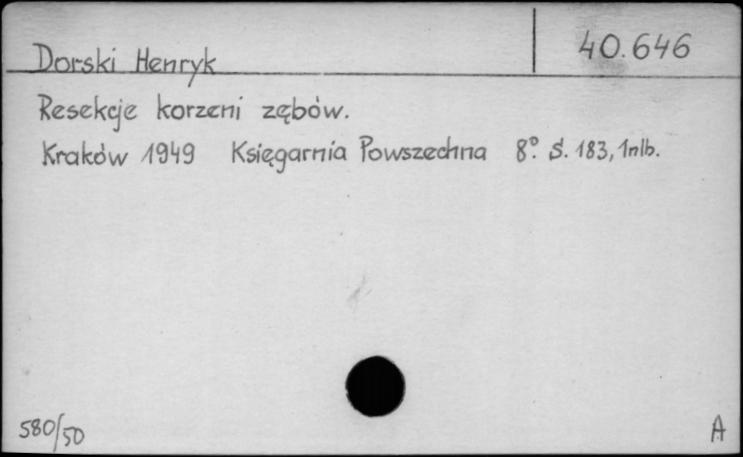 Dorski Henryk
40.646
Resekcje korzeni zębów.
Kraków 1949 Księgarnia Powszechna 8°. S. 183, 1nlb.
580/50
A